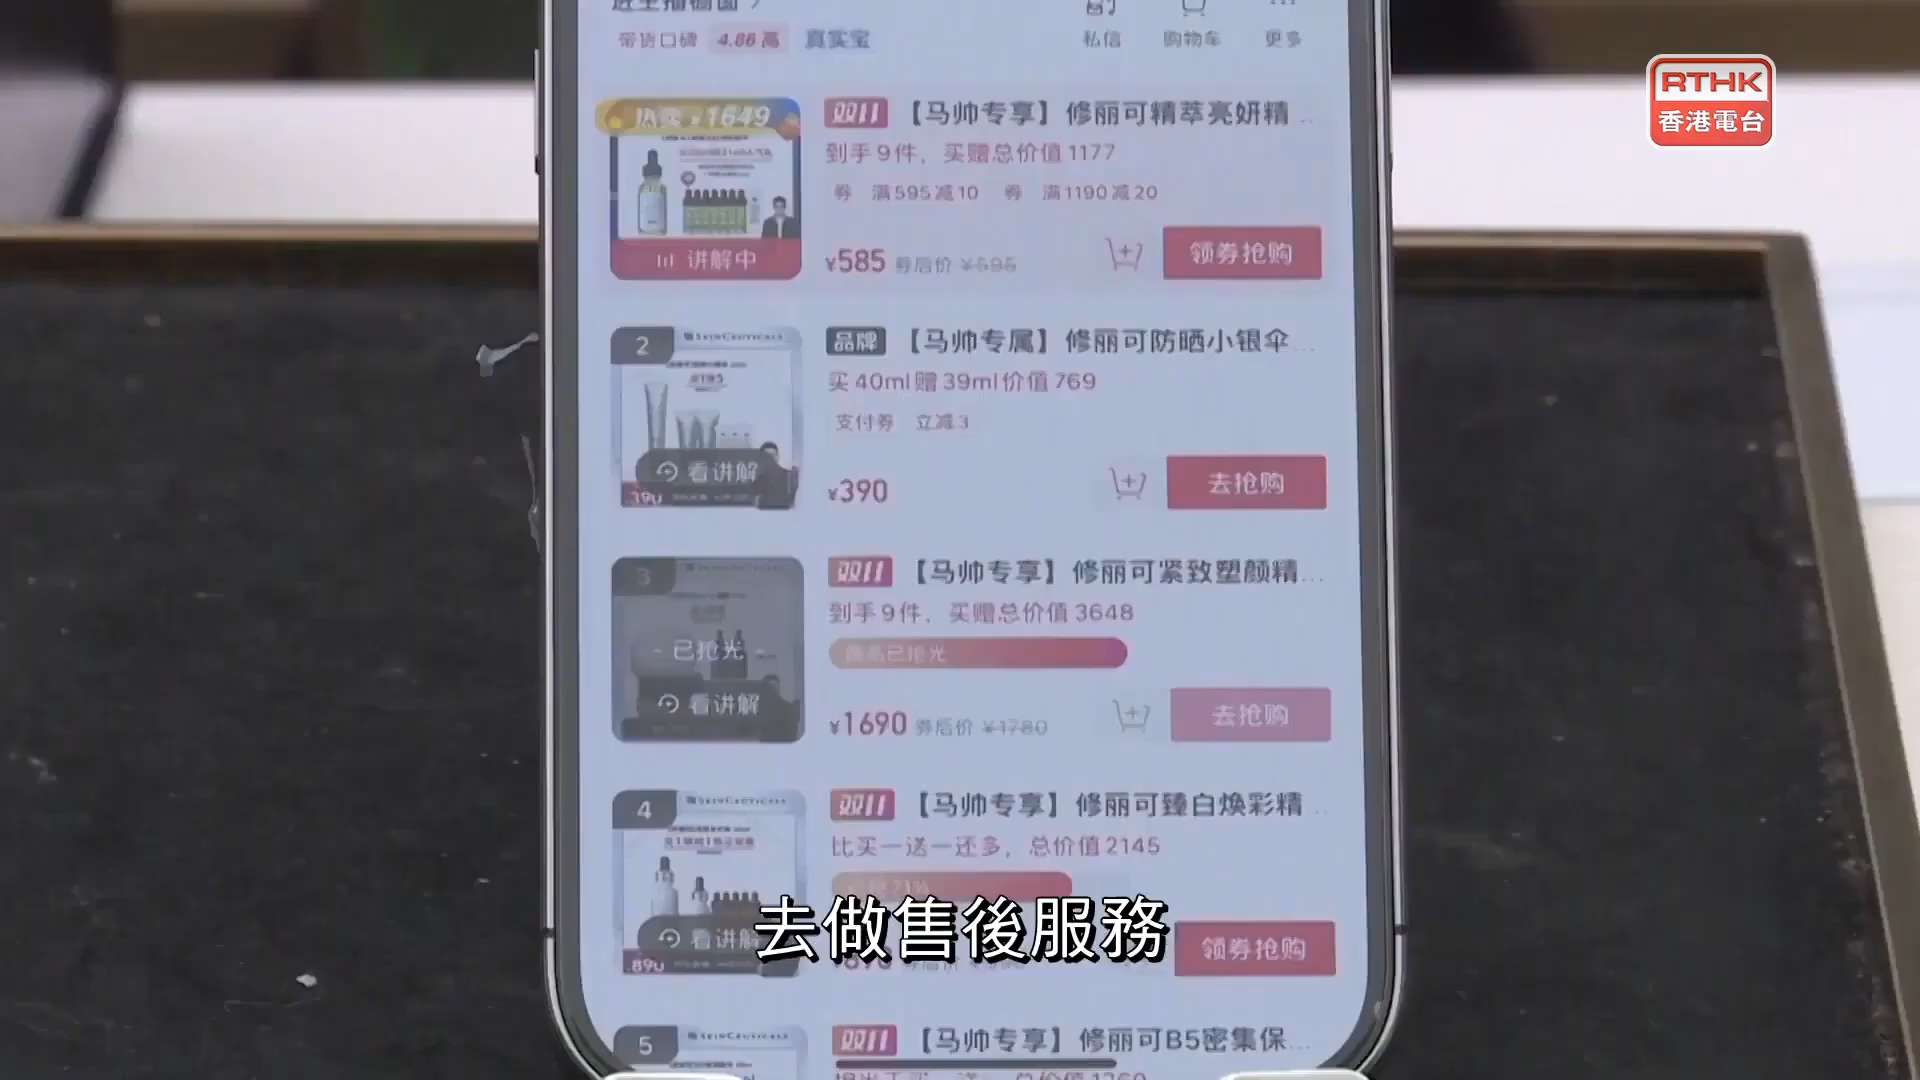 RTHK
香港電台
带货口碑 4.86 高 真实宝
私信 购物车 更多
热卖 ×1649
讲解中
双11 【马帅专享】修丽可精萃亮妍精...
到手9件，买赠总价值1177
券 满595减10 券 满1190减20
¥585 券后价 ¥595
领券抢购
2
SKINCEUTICALS
看讲解
品牌 【马帅专属】修丽可防晒小银伞...
买40ml赠39ml价值769
支付券 立减3
¥390
去抢购
3
已抢光
看讲解
双11 【马帅专享】修丽可紧致塑颜精...
到手9件，买赠总价值3648
商品已抢光
¥1690 券后价 ¥1780
去抢购
4
SKINCEUTICALS
看讲解
双11 【马帅专享】修丽可臻白焕彩精...
比买一送一还多，总价值2145
71%
领券抢购
去做售後服務
5
SKINCEUTICALS
双11 【马帅专享】修丽可B5密集保...